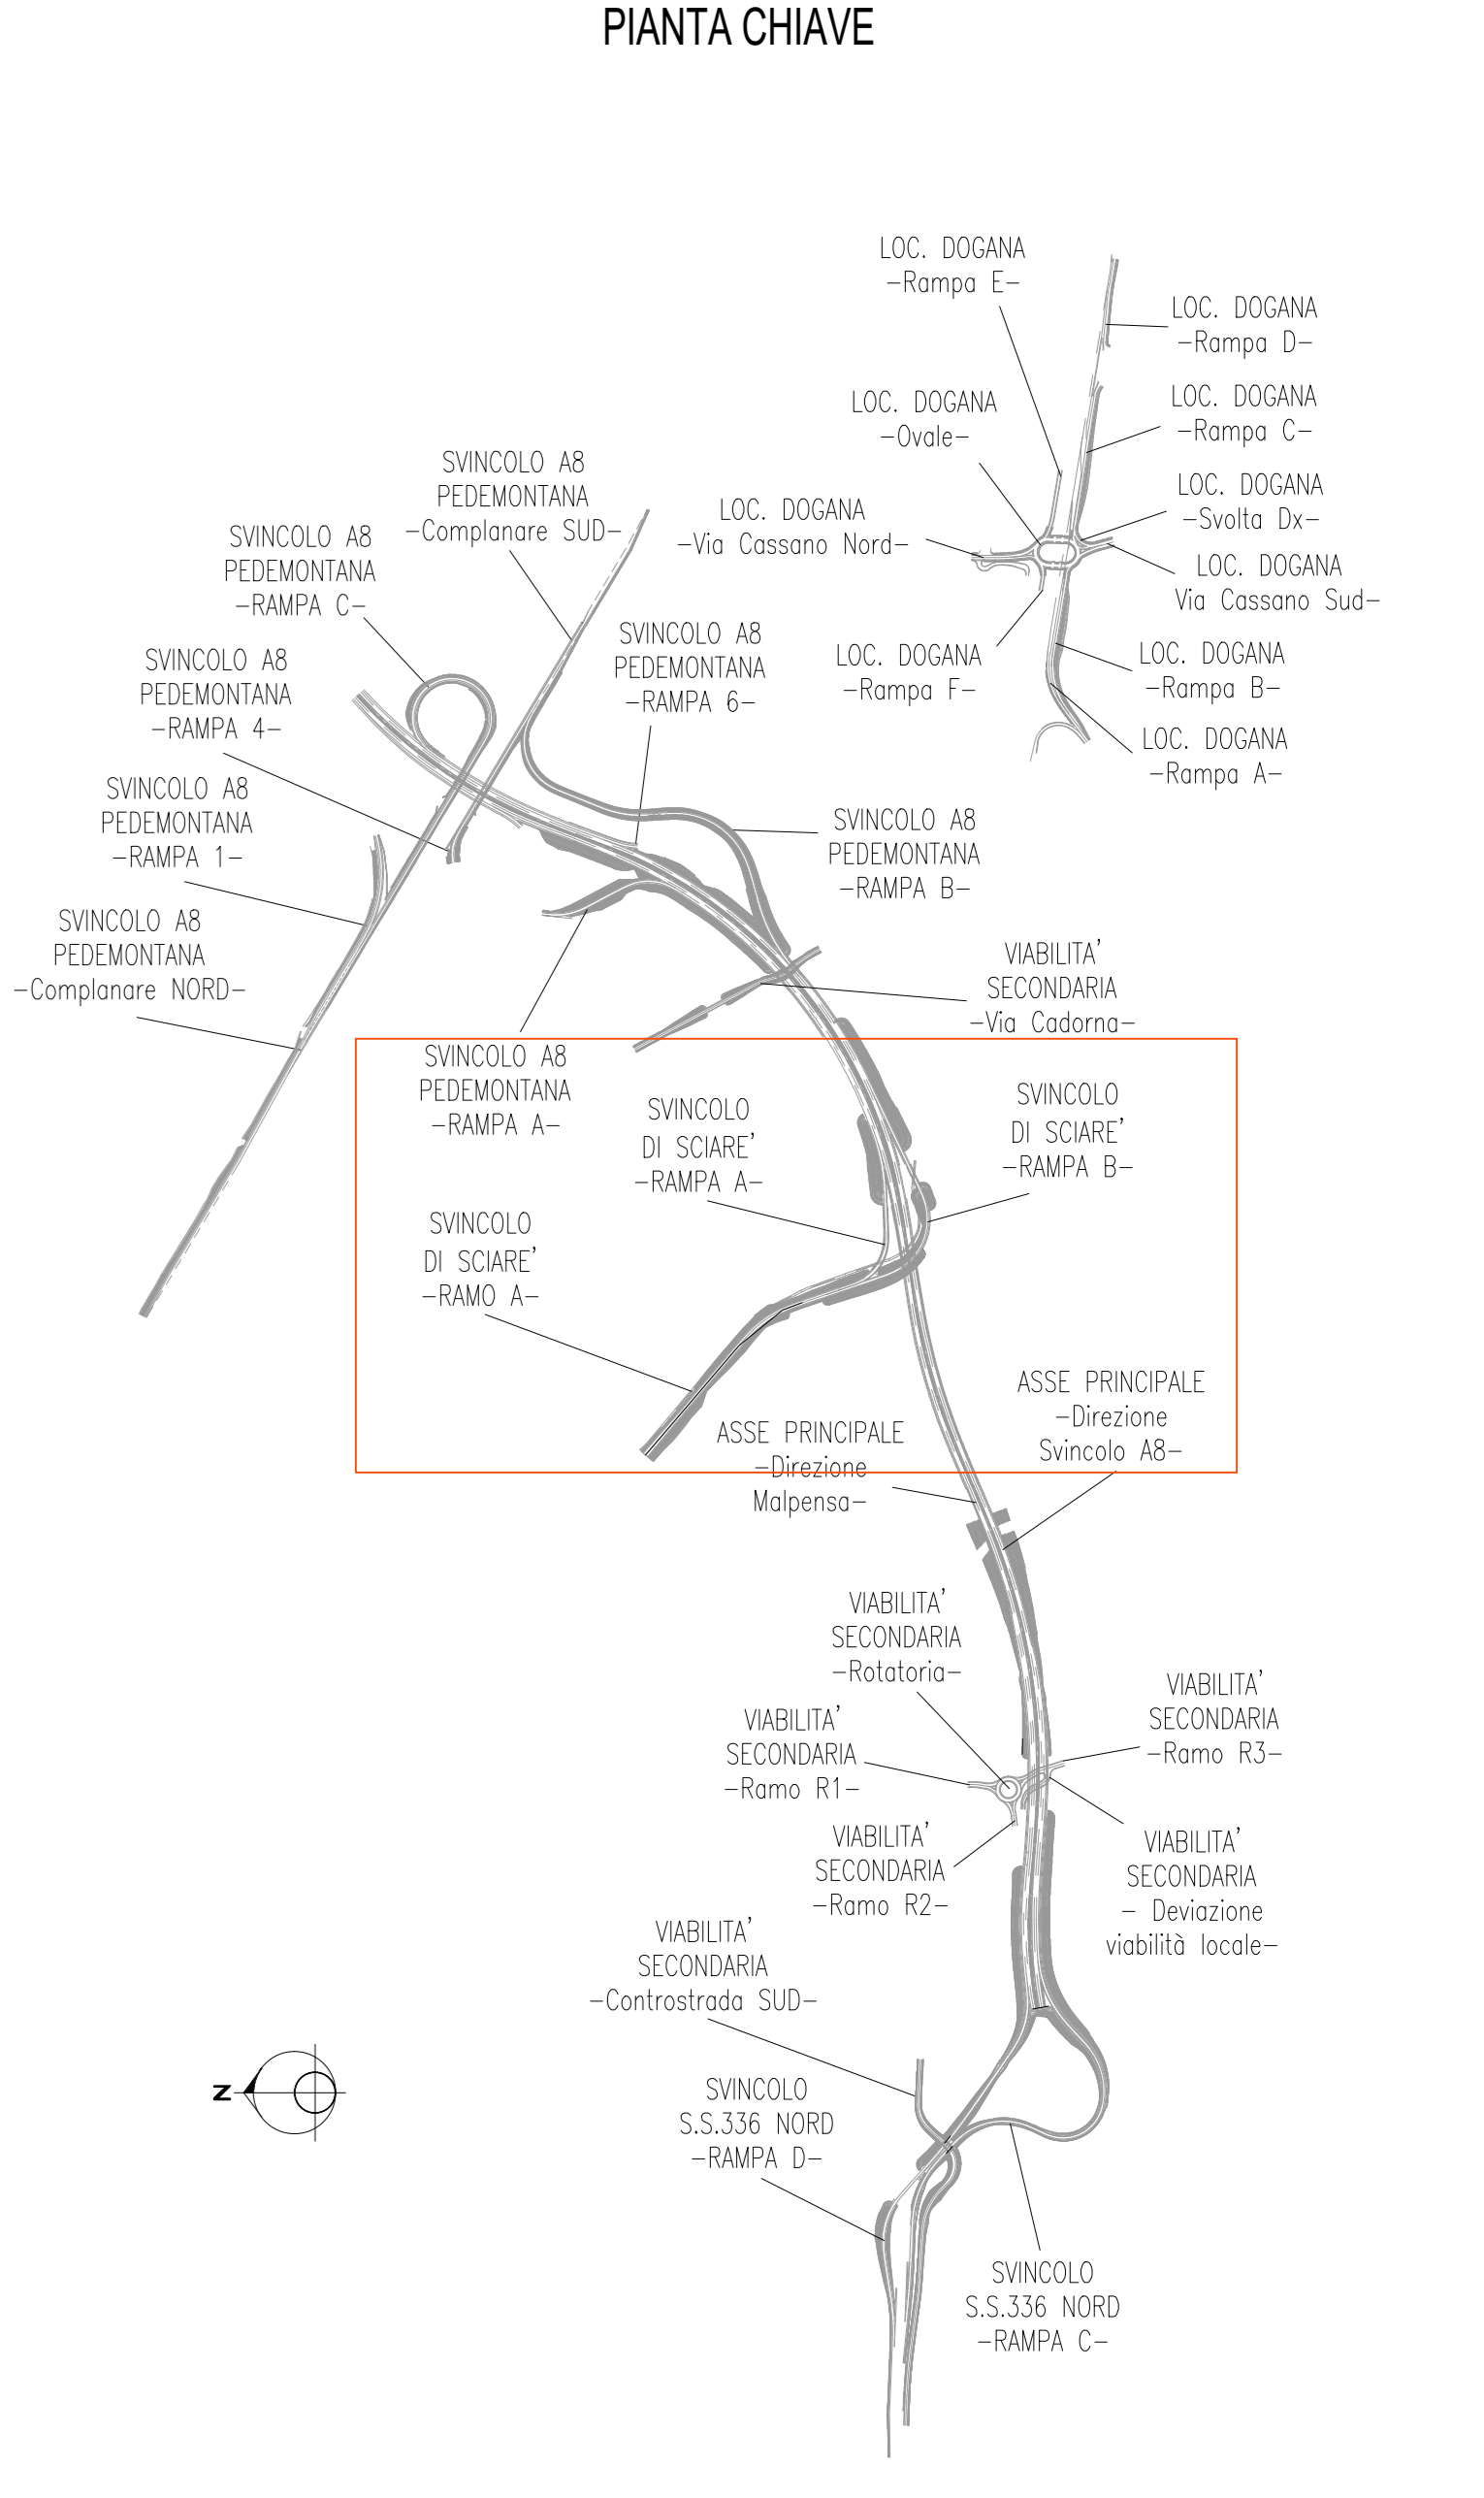 PIANTA CHIAVE
LOC. DOGANA
-Rampa E-
LOC. DOGANA
-Rampa D-
LOC. DOGANA
-Ovale-
LOC. DOGANA
-Rampa C-
SVINCOLO A8
PEDEMONTANA
-Complanare SUD-
LOC. DOGANA
-Svolta Dx-
LOC. DOGANA
-Via Cassano Nord-
SVINCOLO A8
PEDEMONTANA
-RAMPA C-
LOC. DOGANA
Via Cassano Sud-
SVINCOLO A8
PEDEMONTANA
-RAMPA 6-
LOC. DOGANA
-Rampa F-
LOC. DOGANA
-Rampa B-
SVINCOLO A8
PEDEMONTANA
-RAMPA 4-
LOC. DOGANA
-Rampa A-
SVINCOLO A8
PEDEMONTANA
-RAMPA 1-
SVINCOLO A8
PEDEMONTANA
-RAMPA B-
SVINCOLO A8
PEDEMONTANA
-Complanare NORD-
VIABILITA'
SECONDARIA
-Via Cadorna-
SVINCOLO A8
PEDEMONTANA
-RAMPA A-
SVINCOLO
DI SCIARE'
-RAMPA A-
SVINCOLO
DI SCIARE'
-RAMPA B-
SVINCOLO
DI SCIARE'
-RAMO A-
ASSE PRINCIPALE
-Direzione
Svincolo A8-
ASSE PRINCIPALE
-Direzione
Malpensa-
VIABILITA'
SECONDARIA
-Rotatoria-
VIABILITA'
SECONDARIA
-Ramo R3-
VIABILITA'
SECONDARIA
-Ramo R1-
VIABILITA'
SECONDARIA
-Ramo R2-
VIABILITA'
SECONDARIA
- Deviazione
viabilità locale-
VIABILITA'
SECONDARIA
-Controstrada SUD-
N
SVINCOLO
S.S.336 NORD
-RAMPA D-
SVINCOLO
S.S.336 NORD
-RAMPA C-